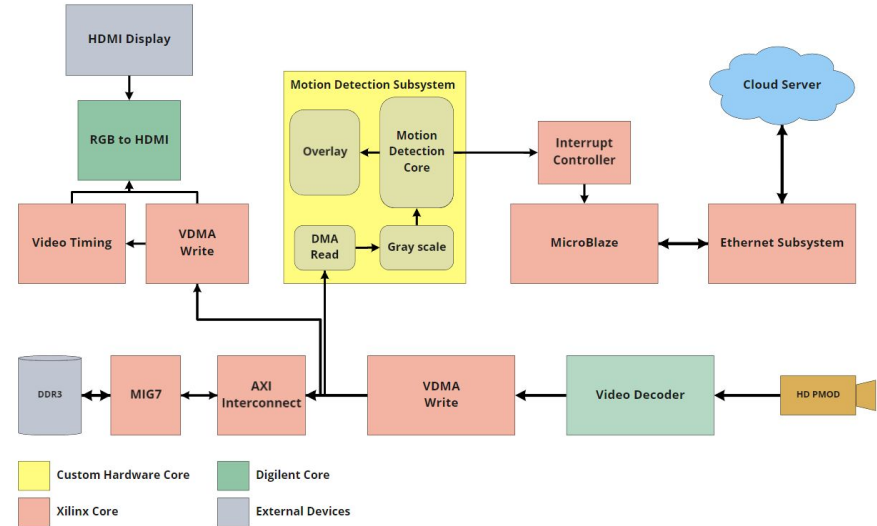 HDMI Display
RGB to HDMI
Video Timing
VDMA
Write
Motion Detection Subsystem
Overlay
Motion
Detection
Core
DMA
Read
Gray scale
Interrupt
Controller
MicroBlaze
Cloud Server
Ethernet Subsystem
DDR3
MIG7
AXI
Interconnect
VDMA
Write
Video Decoder
HD PMOD
Custom Hardware Core
Digilent Core
Xilinx Core
External Devices